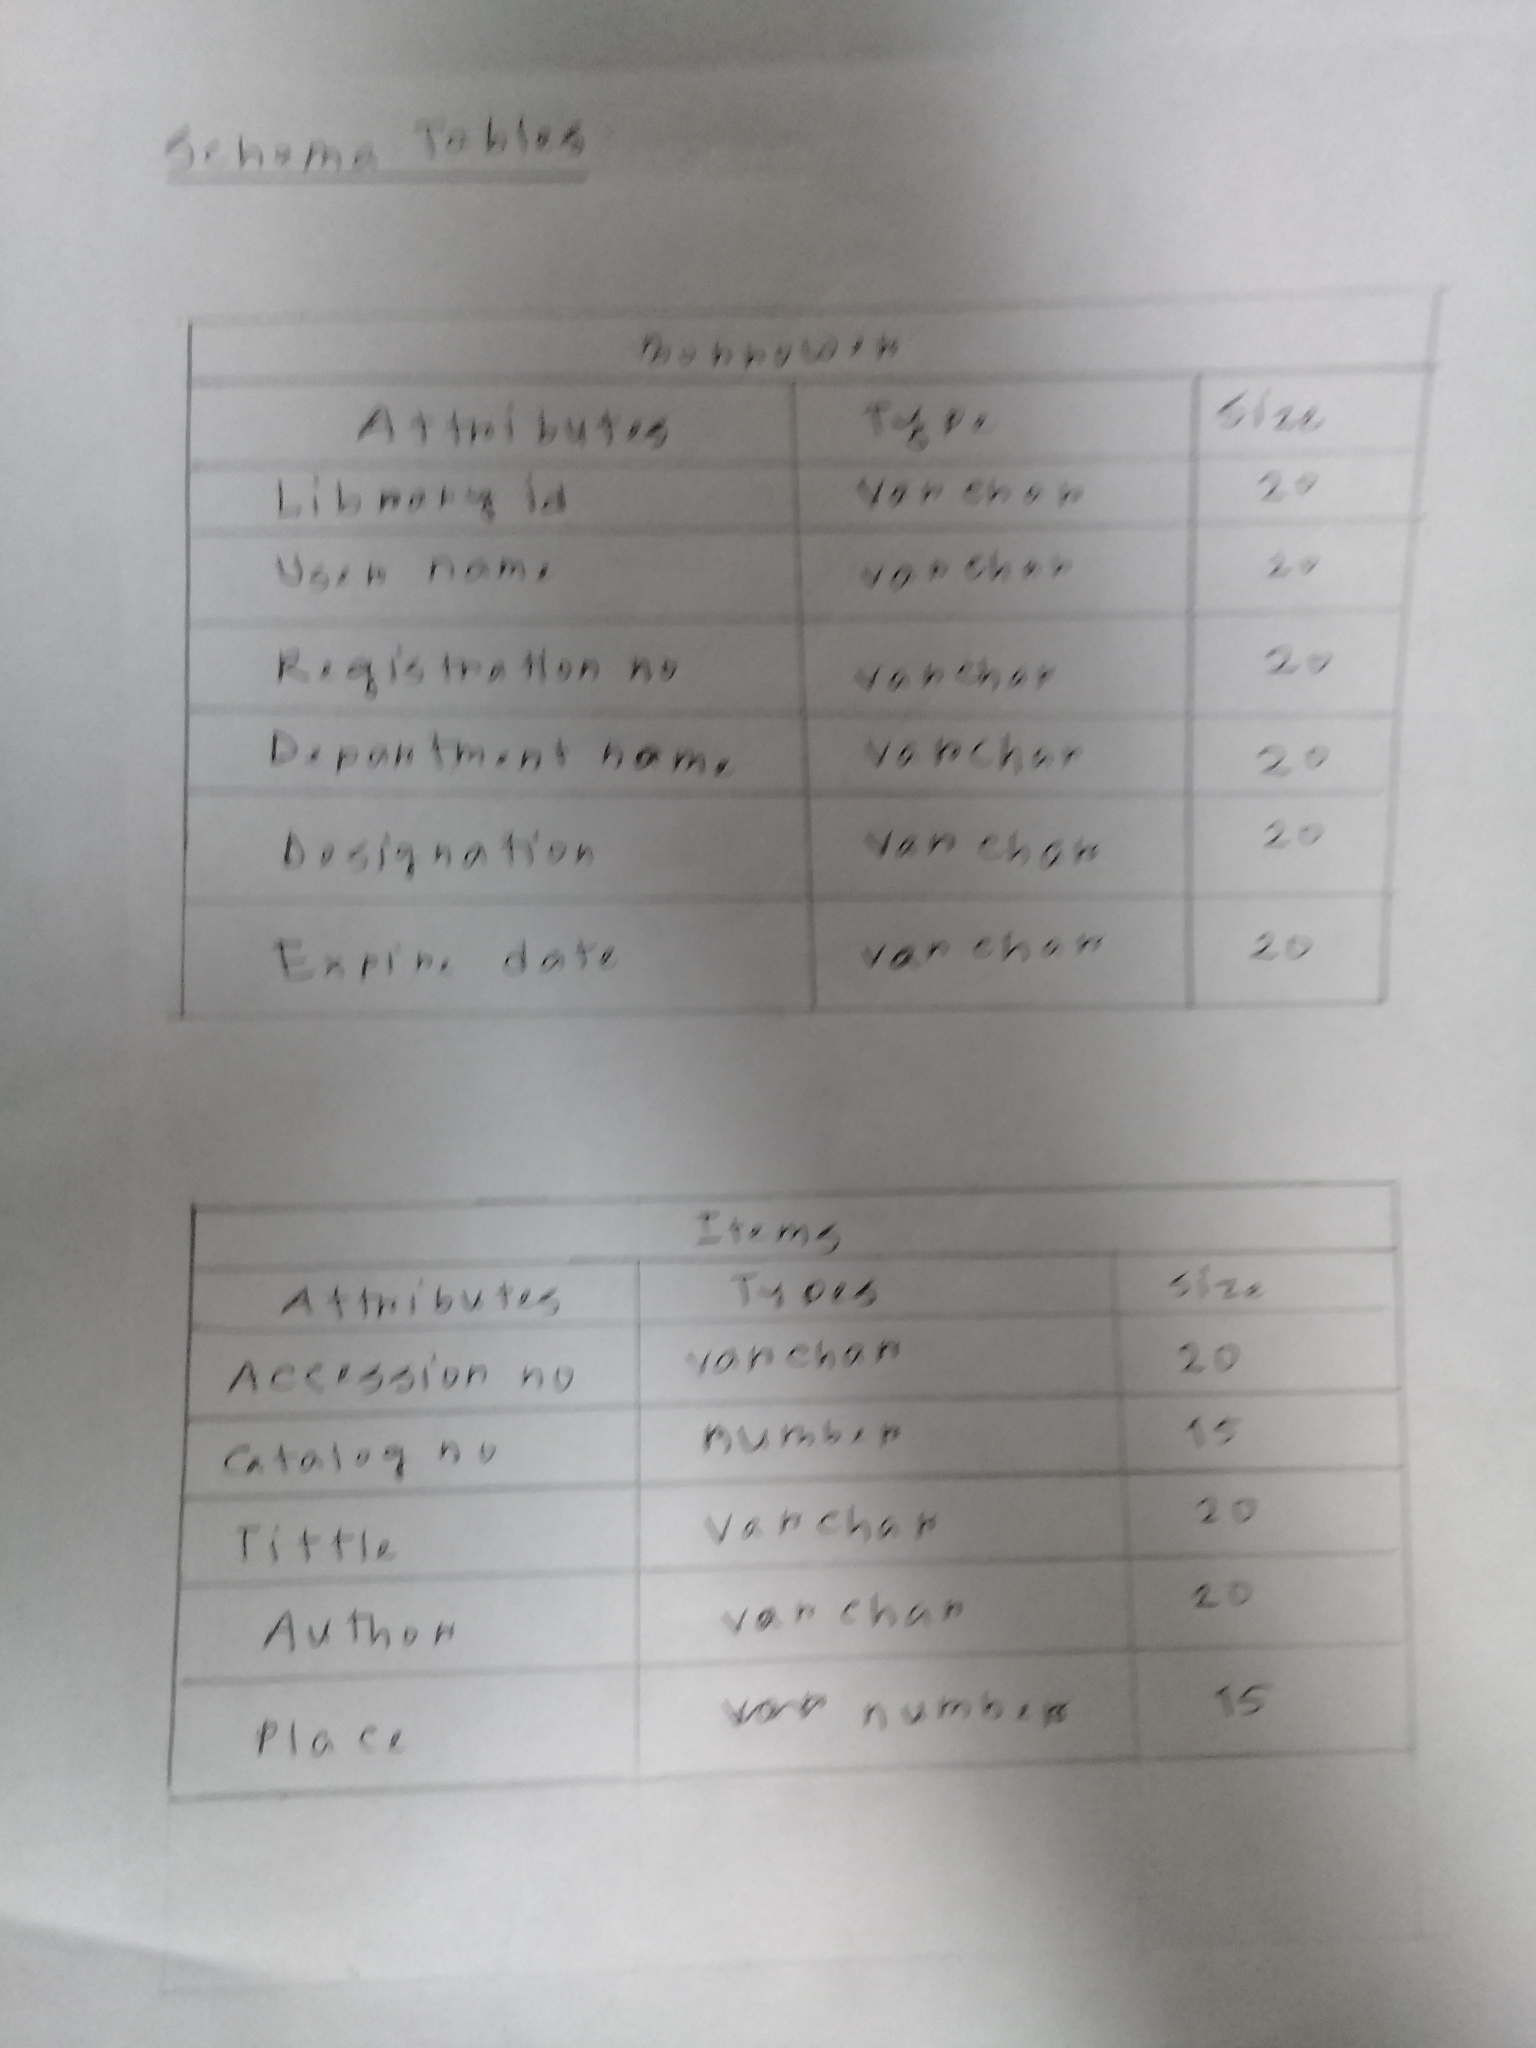 Schema Tables
Borrower
Attributes Type Size
Library id varchar 20
User name varchar 20
Registration no varchar 20
Department name varchar 20
Designation varchar 20
Expire date varchar 20
Items
Attributes Types Size
Accession no varchar 20
Catalog no number 15
Tittle varchar 20
Author varchar 20
Place number 15